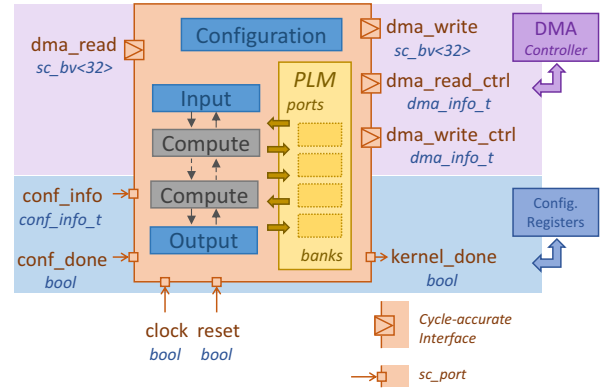 dma_read
sc_bv<32>
Configuration
dma_write
sc_bv<32>
DMA
Controller
dma_read_ctrl
dma_info_t
dma_write_ctrl
dma_info_t
PLM
ports
banks
Input
Compute
Compute
Output
conf_info
conf_info_t
conf_done
bool
Config.
Registers
kernel_done
bool
clock
bool
reset
bool
Cycle-accurate
Interface
sc_port